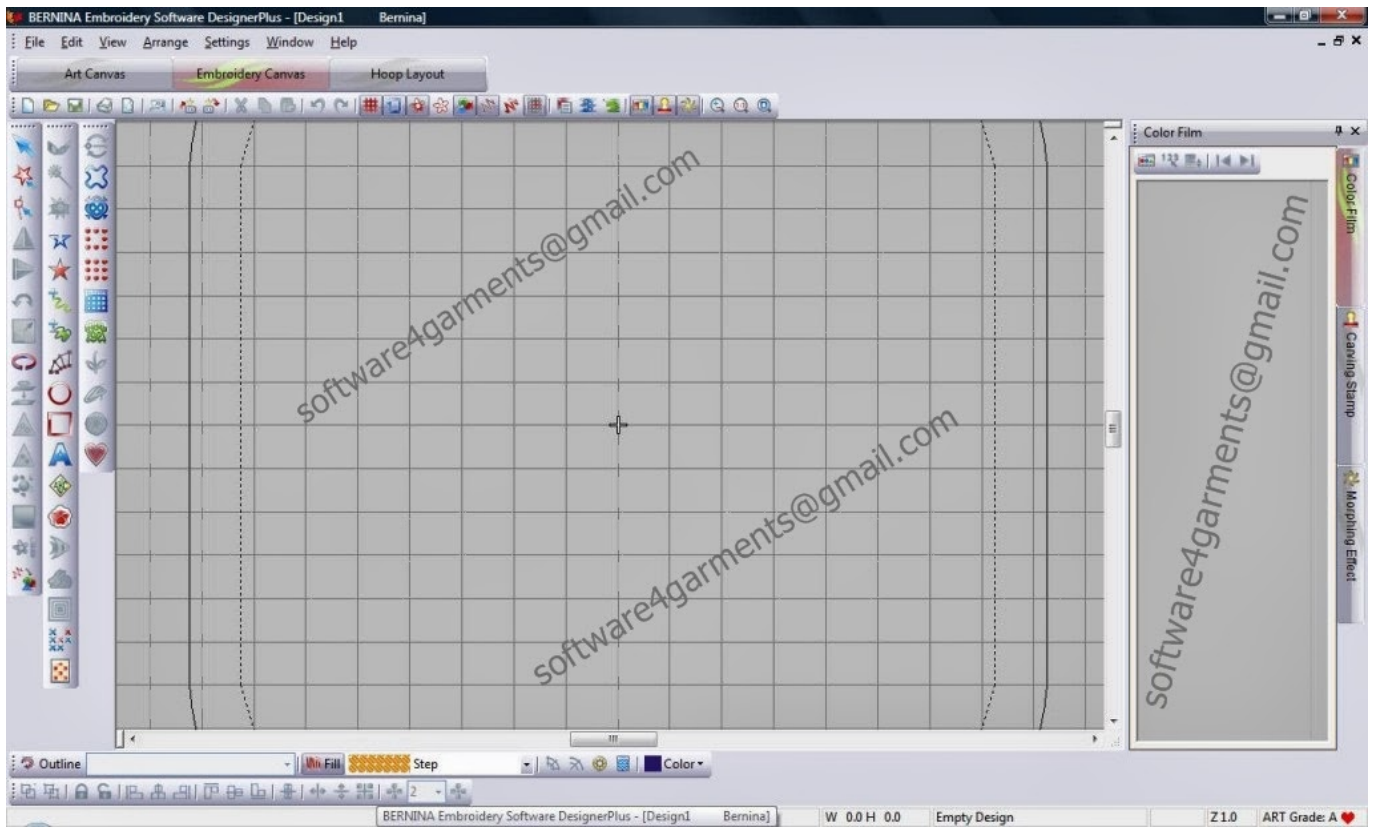 BERNINA Embroidery Software DesignerPlus - [Design1 Bernina]
File Edit View Arrange Settings Window Help
Art Canvas Embroidery Canvas Hoop Layout
Color Film
software4garments@gmail.com
software4garments@gmail.com
software4garments@gmail.com
Color Film
Carving Stamp
Morphing Effect
Outline Fill Step Color
2
BERNINA Embroidery Software DesignerPlus - [Design1 Bernina]
W 0.0 H 0.0 Empty Design Z 1.0 ART Grade: A